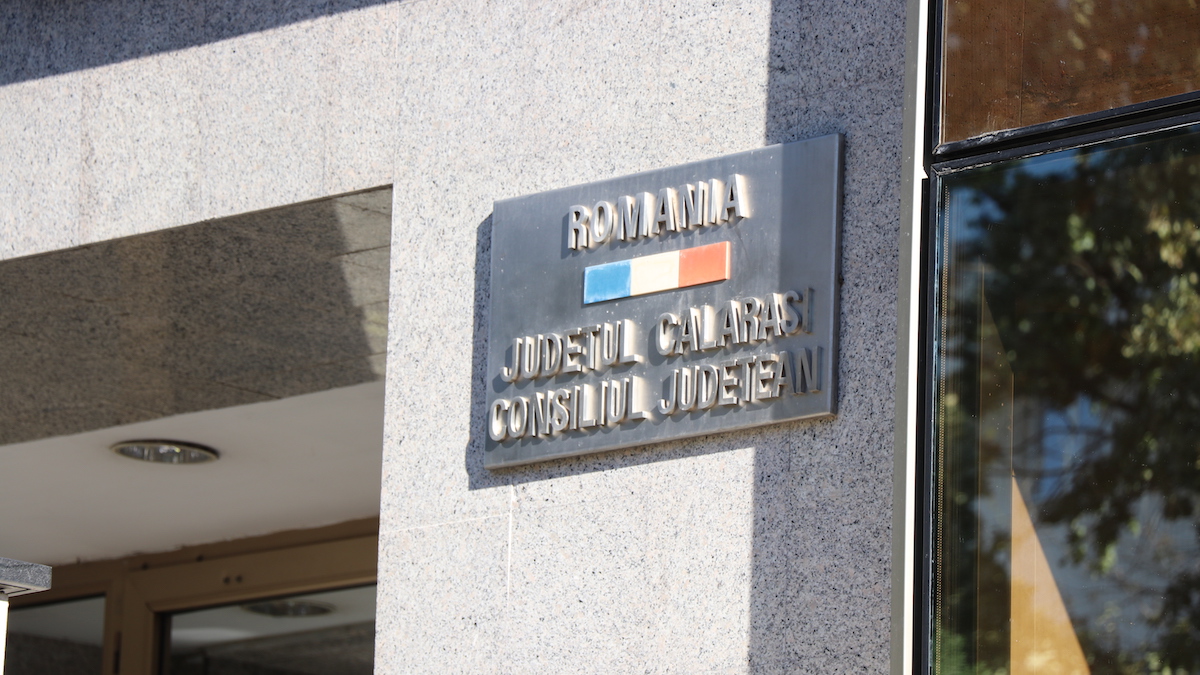 ROMANIA
JUDETUL CALARASI
CONSILIUL JUDETEAN